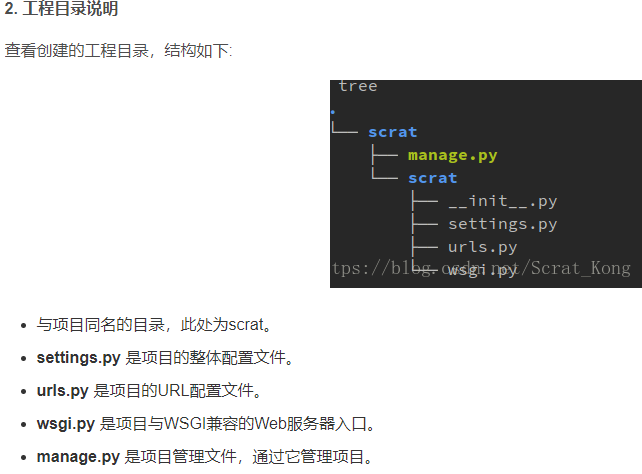 2. 工程目录说明
查看创建的工程目录，结构如下:
tree
.
└── scrat
├── manage.py
└── scrat
├── __init__.py
├── settings.py
├── urls.py
└── wsgi.py
tps://blog.csdn.net/Scrat_Kong
• 与项目同名的目录，此处为scrat。
• settings.py 是项目的整体配置文件。
• urls.py 是项目的URL配置文件。
• wsgi.py 是项目与WSGI兼容的Web服务器入口。
• manage.py 是项目管理文件，通过它管理项目。